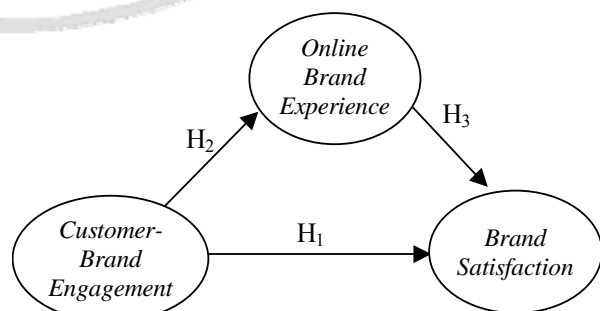 Online
Brand
Experience
H₂
H₃
Customer-
Brand
Engagement
H₁
Brand
Satisfaction